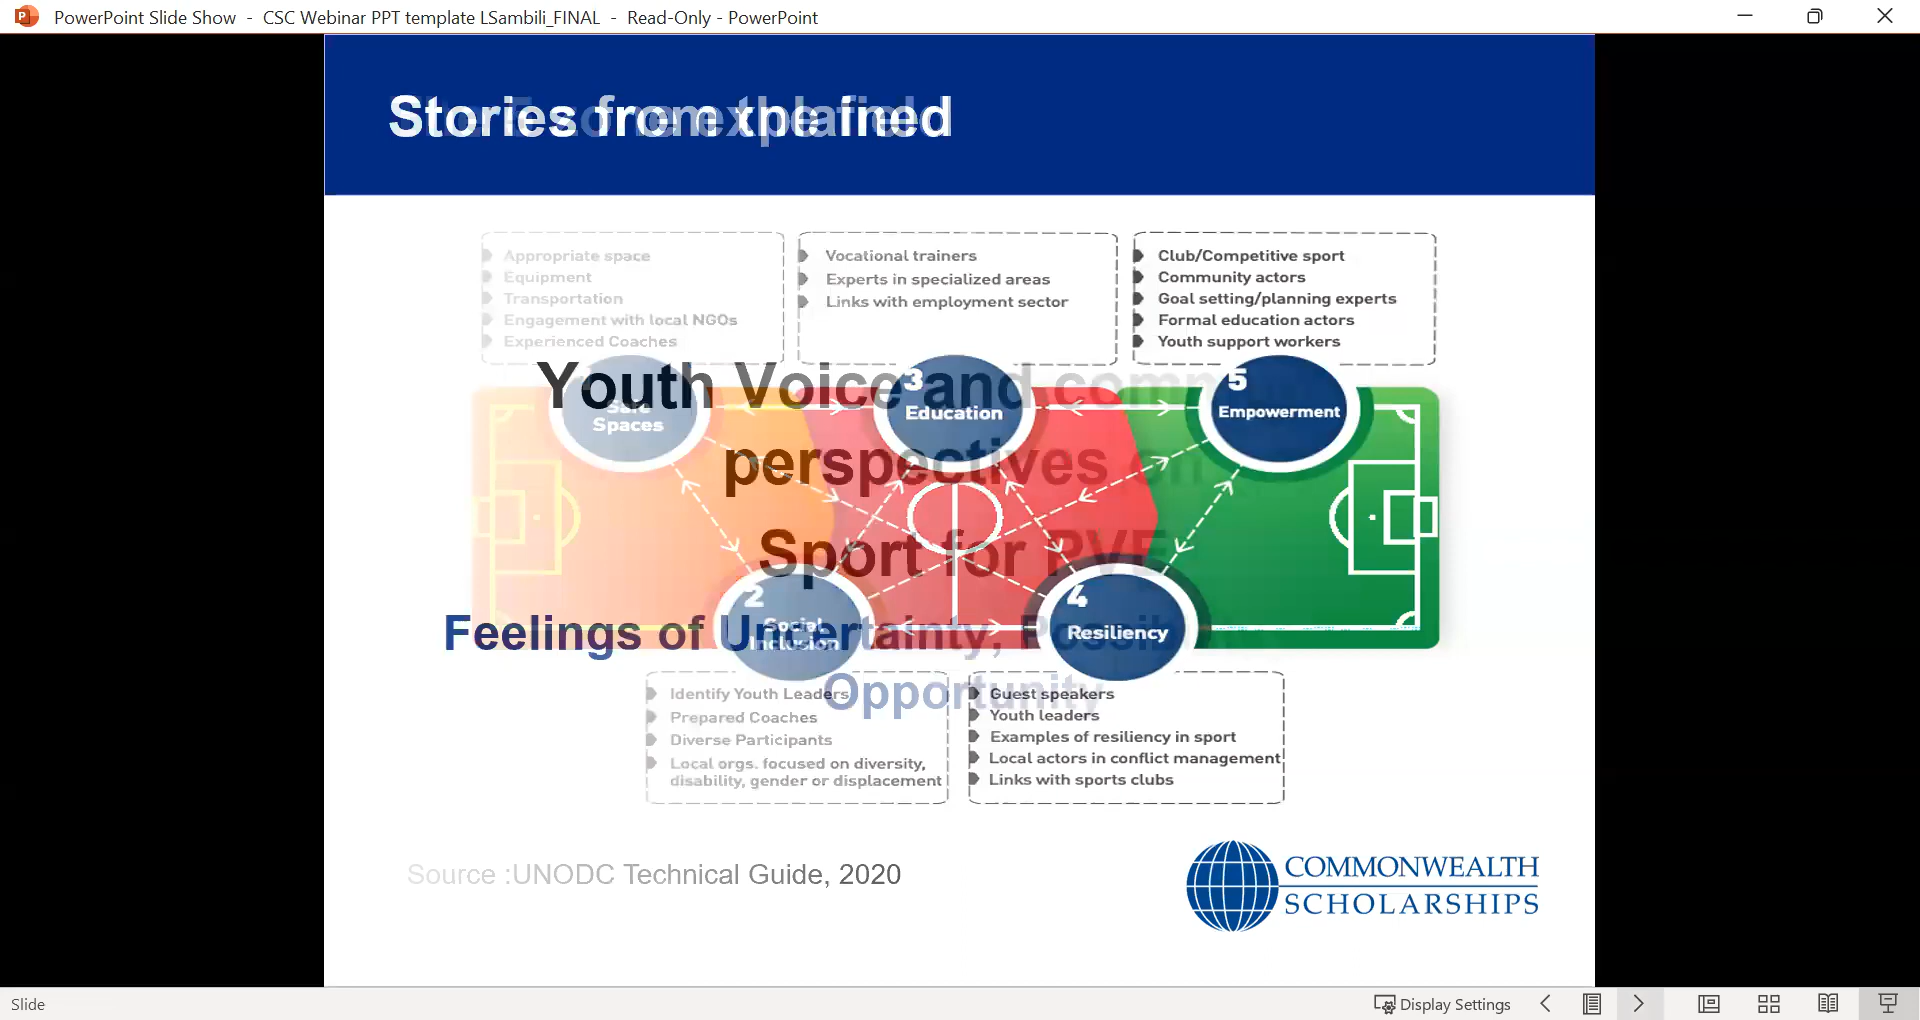 PowerPoint Slide Show - CSC Webinar PPT template LSambili_FINAL - Read-Only - PowerPoint
Stories from the field
explained
Appropriate space
Equipment
Transportation
Engagement with local NGOs
Experienced Coaches
Vocational trainers
Experts in specialized areas
Links with employment sector
Club/Competitive sport
Community actors
Goal setting/planning experts
Formal education actors
Youth support workers
Youth Voice and
perspectives on
Sport for PVE
Feelings of Uncertainty,
Opportunity
Safe
Spaces
3
Education
5
Empowerment
2
Social
Inclusion
4
Resiliency
Identify Youth Leaders
Prepared Coaches
Diverse Participants
Local orgs. focused on diversity,
disability, gender or displacement
Guest speakers
Youth leaders
Examples of resiliency in sport
Local actors in conflict management
Links with sports clubs
Source :UNODC Technical Guide, 2020
COMMONWEALTH
SCHOLARSHIPS
Slide
Display Settings